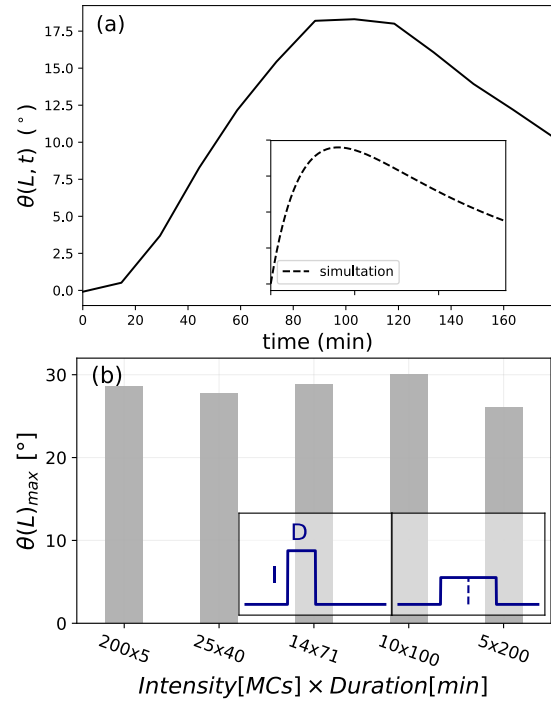 (a)
θ(L, t) (°)
17.5
15.0
12.5
10.0
7.5
5.0
2.5
0.0
simultation
0 20 40 60 80 100 120 140 160
time (min)
(b)
θ(L)max [°]
30
20
10
0
D
I
200x5 25x40 14x71 10x100 5x200
Intensity[MCs] × Duration[min]